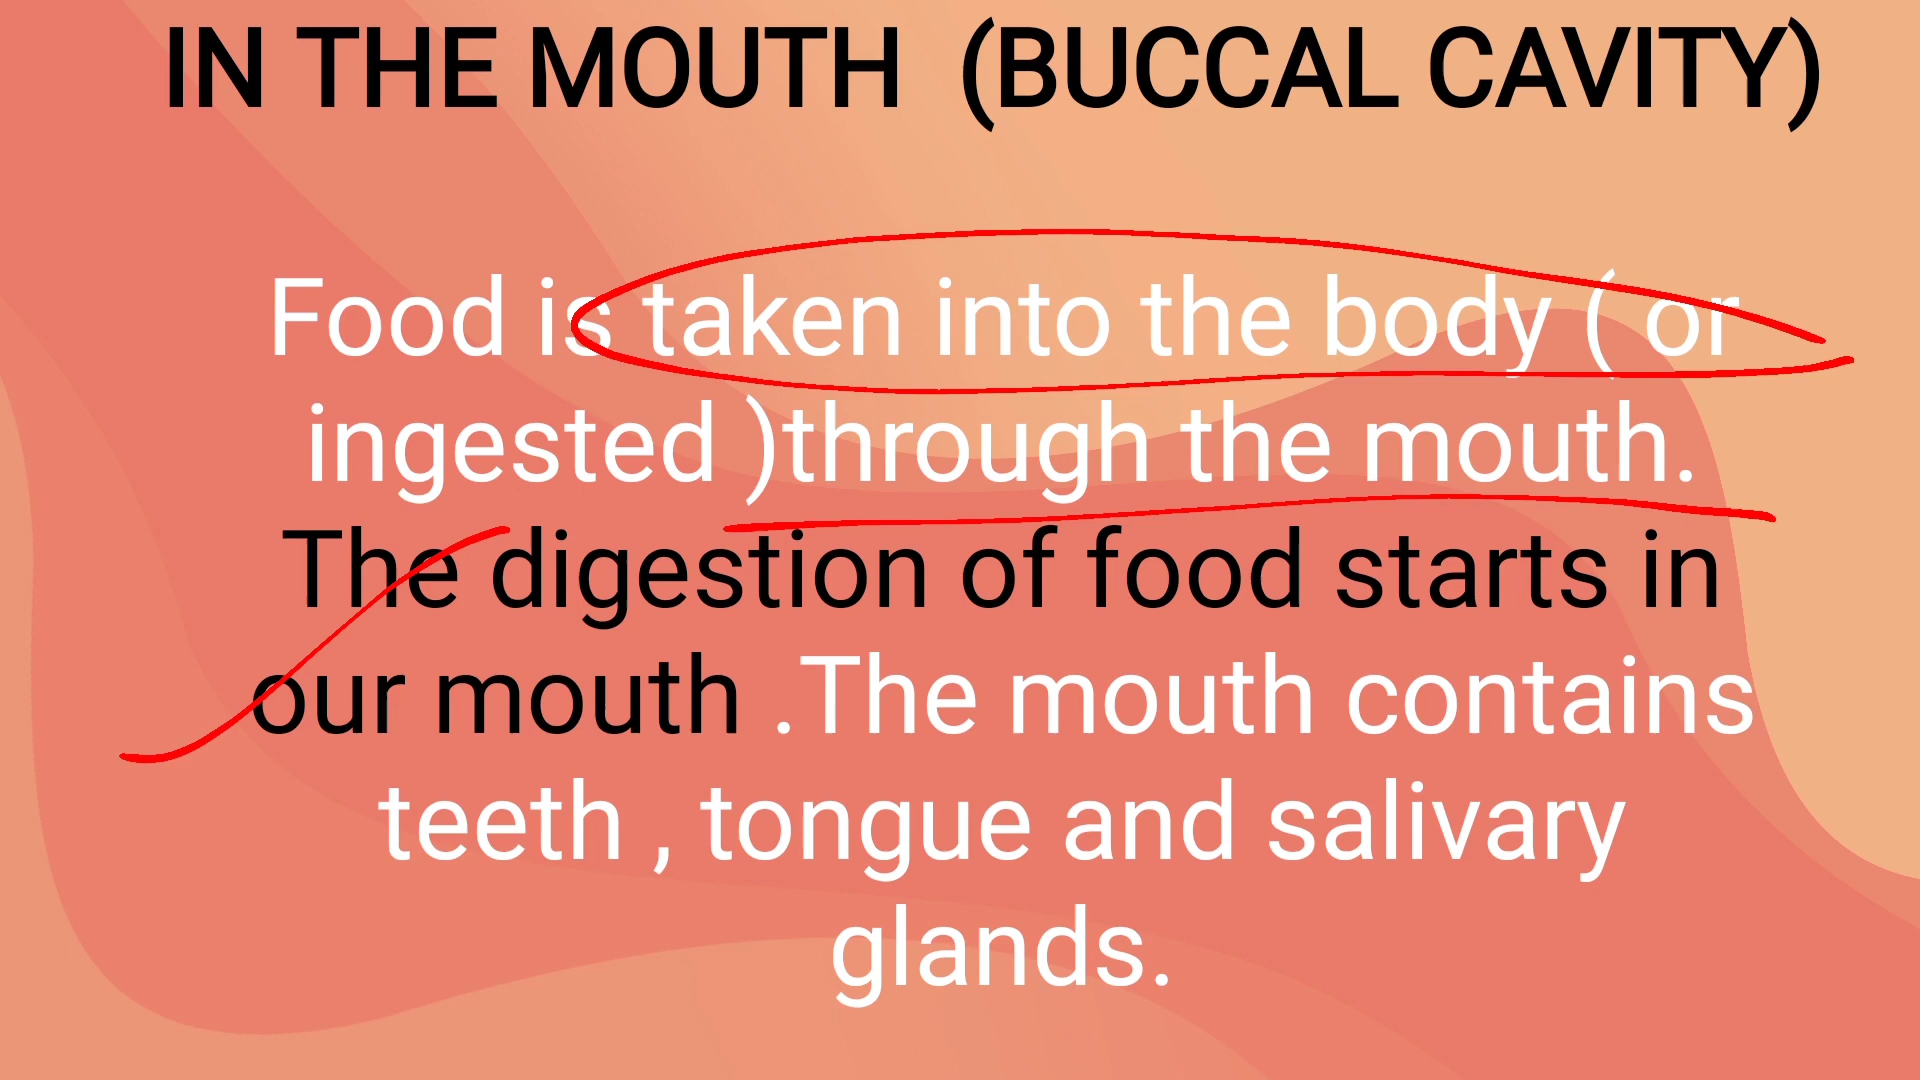 IN THE MOUTH  (BUCCAL CAVITY)
Food is taken into the body ( or
ingested )through the mouth.
The digestion of food starts in
our mouth .The mouth contains
teeth , tongue and salivary
glands.